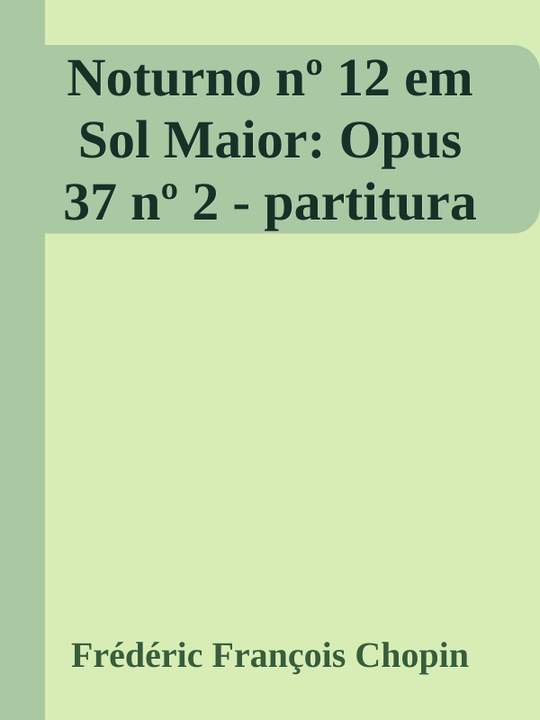 Noturno nº 12 em
Sol Maior: Opus
37 nº 2 - partitura
Frédéric François Chopin